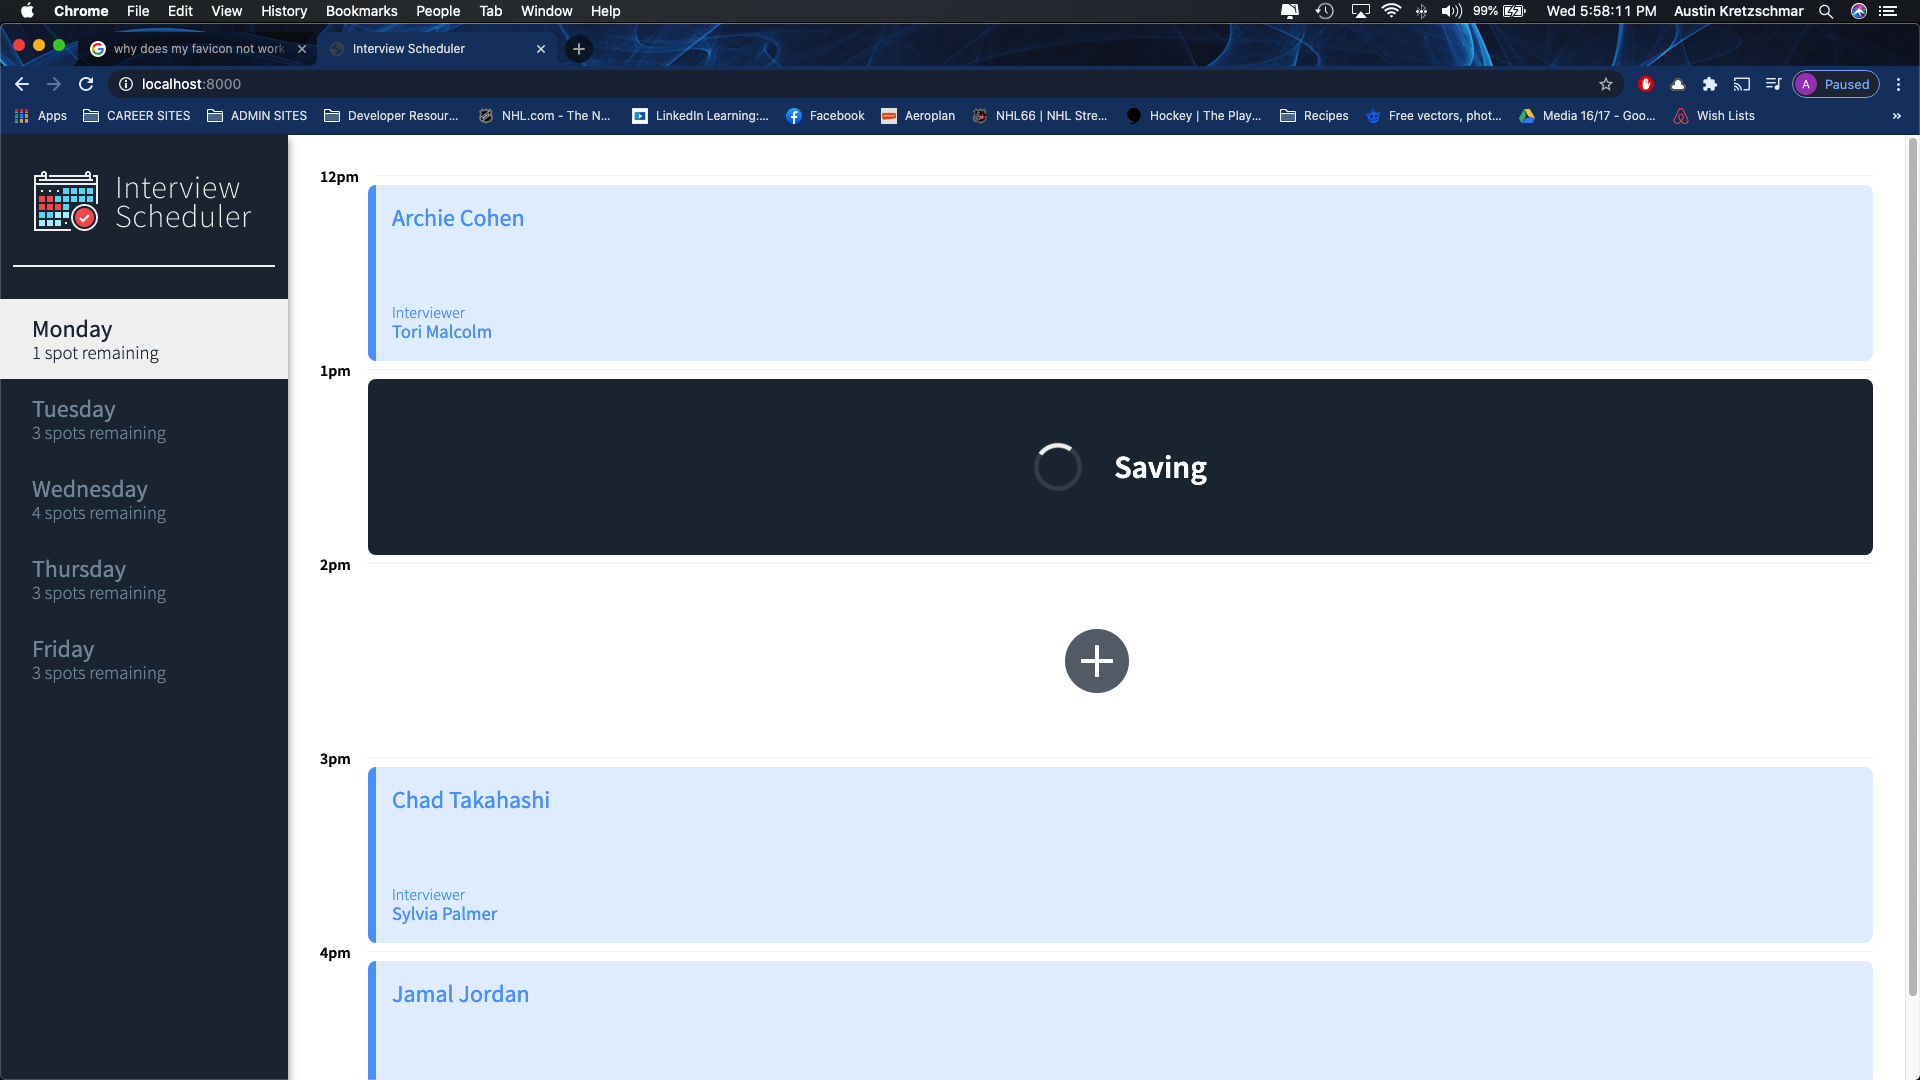 Chrome File Edit View History Bookmarks People Tab Window Help 99% Wed 5:58:11 PM Austin Kretzschmar
why does my favicon not work Interview Scheduler
localhost:8000 A Paused
Apps CAREER SITES ADMIN SITES Developer Resour... NHL.com - The N... LinkedIn Learning:... Facebook Aeroplan NHL66 | NHL Stre... Hockey | The Play... Recipes Free vectors, phot... Media 16/17 - Goo... Wish Lists »
Interview
Scheduler
Monday
1 spot remaining
Tuesday
3 spots remaining
Wednesday
4 spots remaining
Thursday
3 spots remaining
Friday
3 spots remaining
12pm
Archie Cohen
Interviewer
Tori Malcolm
1pm
Saving
2pm
3pm
Chad Takahashi
Interviewer
Sylvia Palmer
4pm
Jamal Jordan